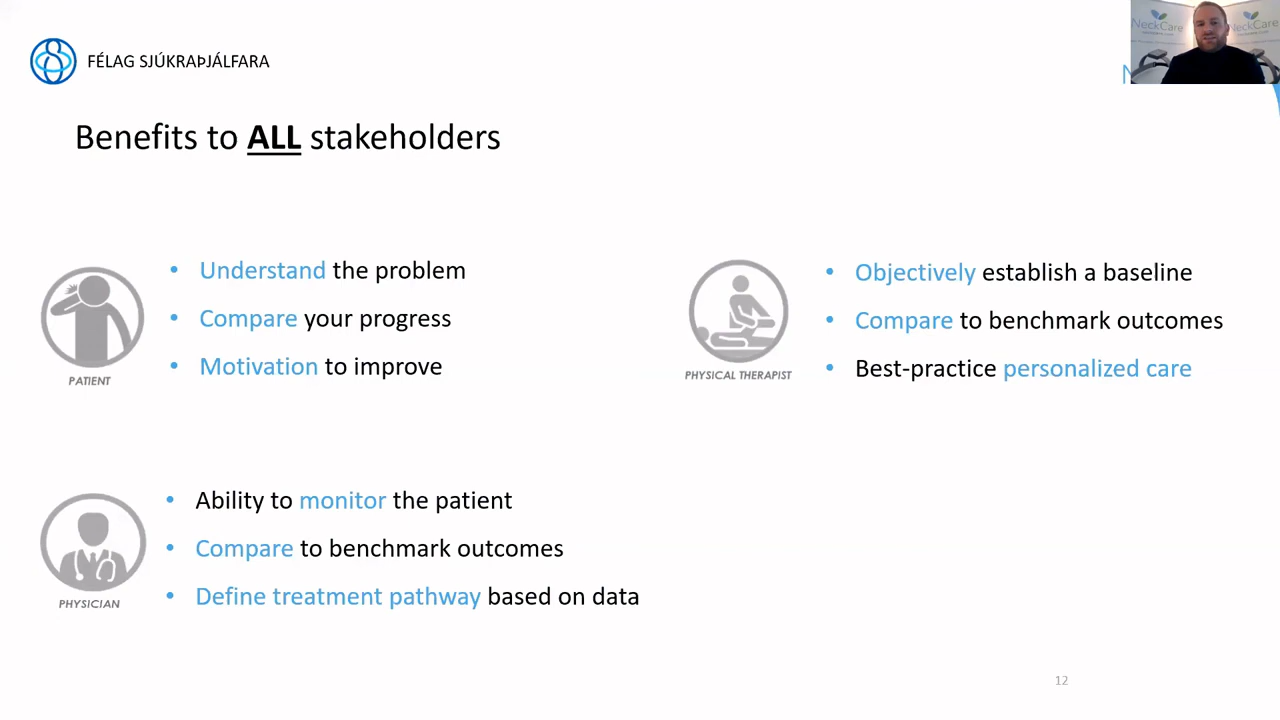 FÉLAG SJÚKRAÞJÁLFARA
NeckCare
NeckCare
N
Benefits to ALL stakeholders
• Understand the problem
• Compare your progress
• Motivation to improve
PATIENT
• Objectively establish a baseline
• Compare to benchmark outcomes
• Best-practice personalized care
PHYSICAL THERAPIST
• Ability to monitor the patient
• Compare to benchmark outcomes
• Define treatment pathway based on data
PHYSICIAN
12